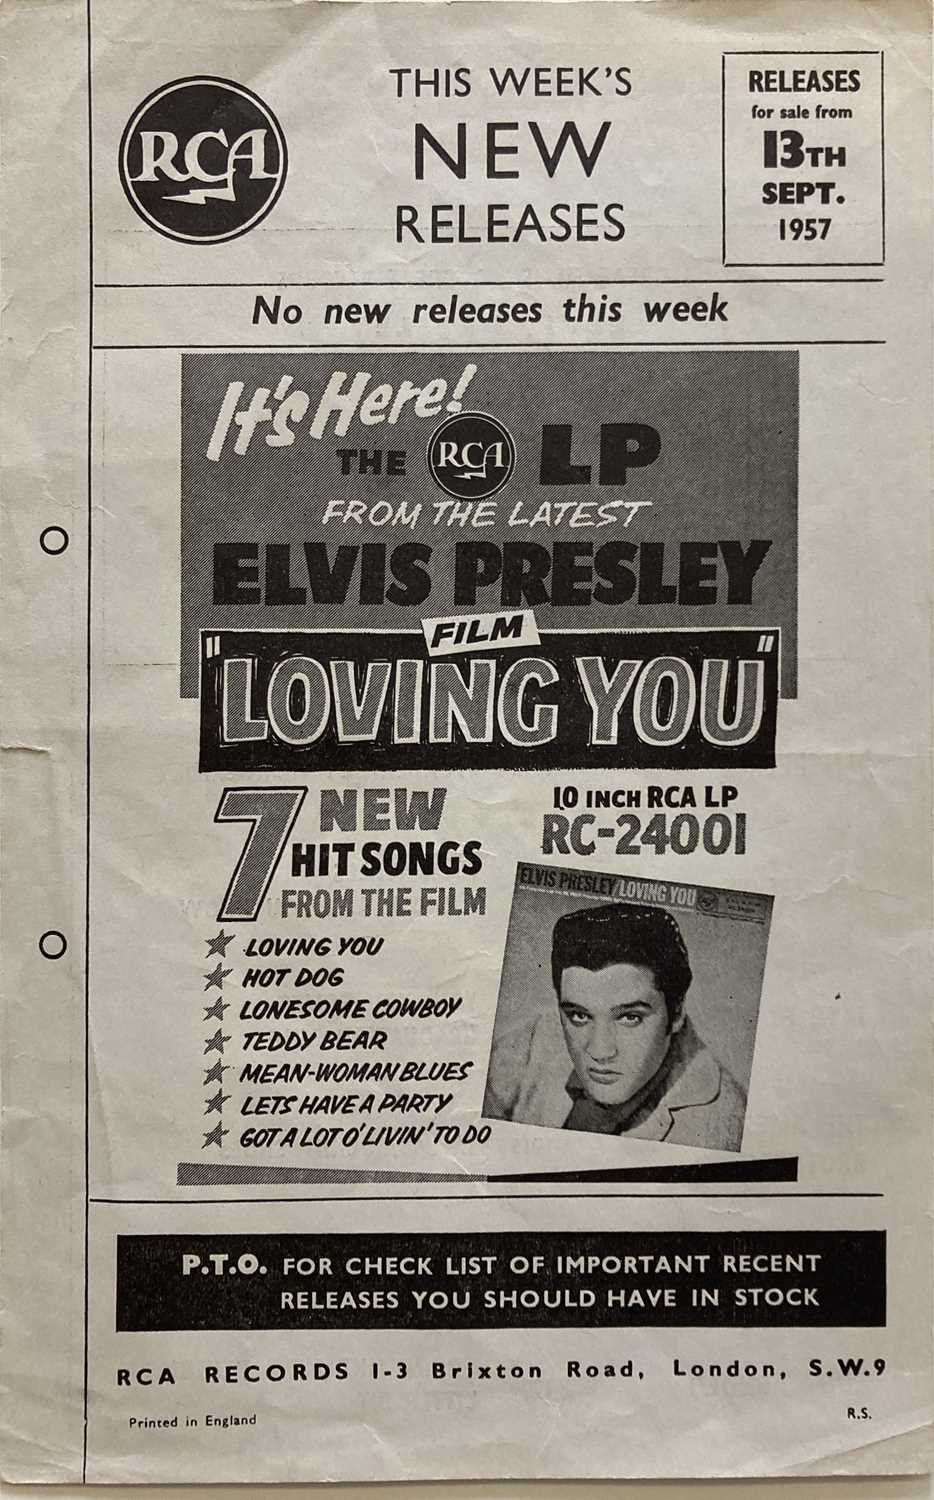 RCA
THIS WEEK'S
NEW
RELEASES
RELEASES
for sale from
13TH
SEPT.
1957
No new releases this week
It's Here!
THE RCA LP
FROM THE LATEST
ELVIS PRESLEY
FILM
"LOVING YOU"
7 NEW
HIT SONGS
FROM THE FILM
LOVING YOU
HOT DOG
LONESOME COWBOY
TEDDY BEAR
MEAN-WOMAN BLUES
LETS HAVE A PARTY
GOT A LOT O' LIVIN' TO DO
10 INCH RCA LP
RC-24001
ELVIS PRESLEY/LOVING YOU
P.T.O. FOR CHECK LIST OF IMPORTANT RECENT
RELEASES YOU SHOULD HAVE IN STOCK
RCA RECORDS 1-3 Brixton Road, London, S.W.9
Printed in England
R.S.